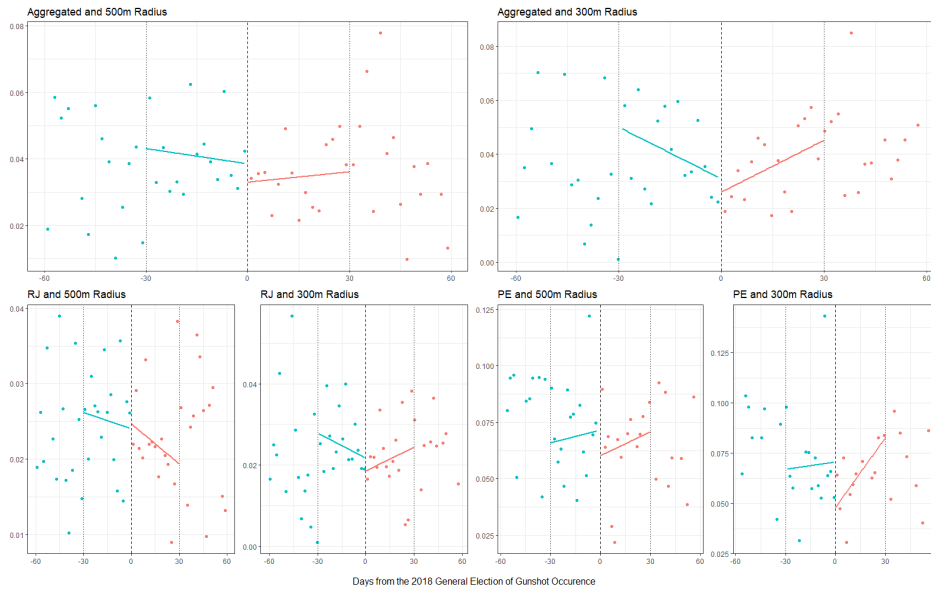 Aggregated and 500m Radius
Aggregated and 300m Radius
0.08
0.06
0.04
0.02
-60 -30 0 30 60
0.08
0.06
0.04
0.02
0.00
-60 -30 0 30 60
RJ and 500m Radius
RJ and 300m Radius
PE and 500m Radius
PE and 300m Radius
0.04
0.03
0.02
0.01
-60 -30 0 30 60
0.04
0.02
0.00
-60 -30 0 30 60
0.125
0.100
0.075
0.050
0.025
-60 -30 0 30 60
0.125
0.100
0.075
0.050
0.025
-60 -30 0 30 60
Days from the 2018 General Election of Gunshot Occurence